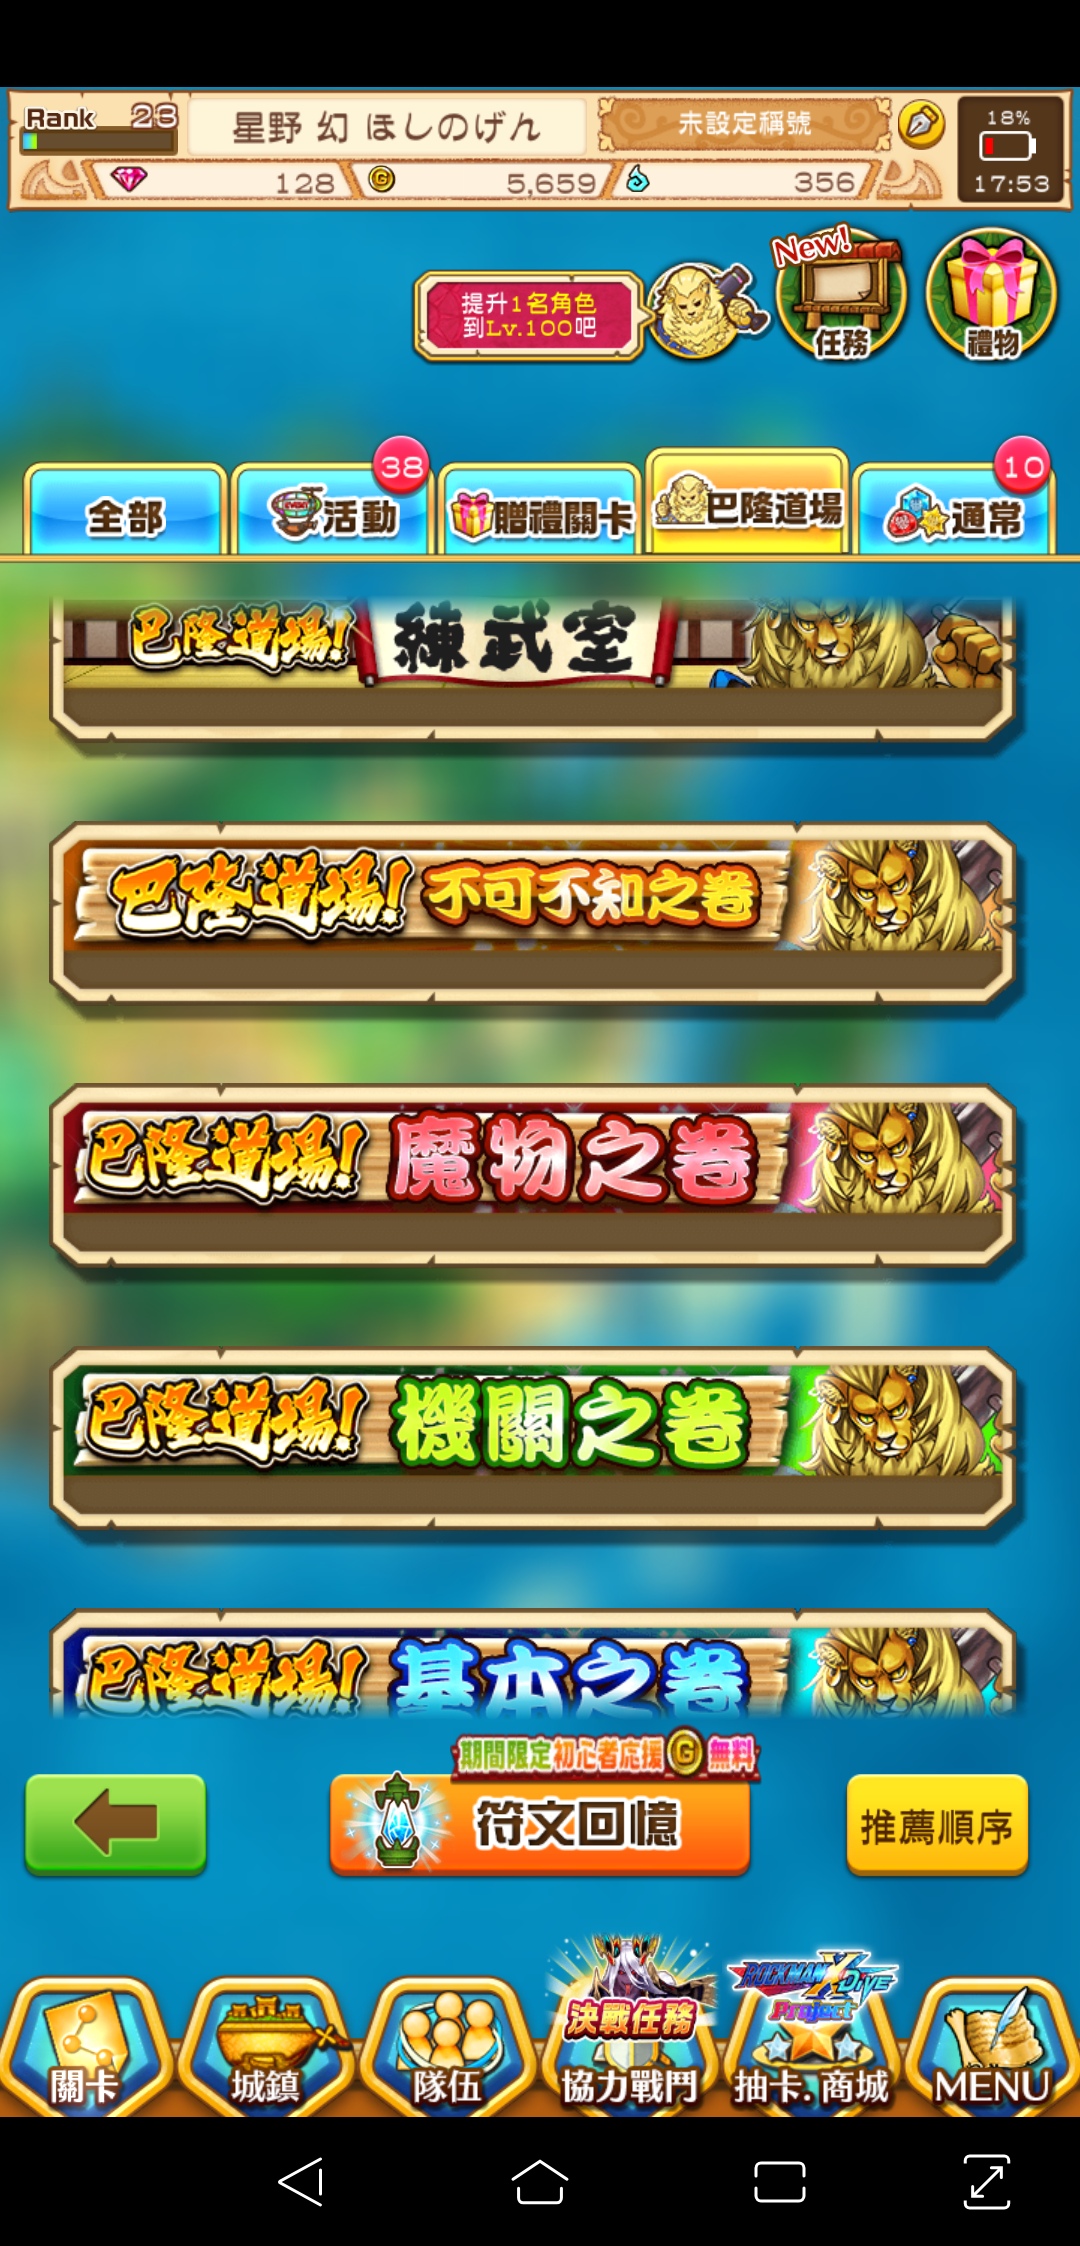 Rank 23
星野 幻 ほしのげん
未設定稱號
18%
128
5,659
356
17:53
New!
提升1名角色
到Lv.100吧
任務
禮物
38
10
全部
EVENT
活動
贈禮關卡
巴隆道場
通常
巴隆道場!
練武室
巴隆道場!
不可不知之卷
巴隆道場!
魔物之卷
巴隆道場!
機關之卷
巴隆道場!
基本之卷
期間限定初心者応援G無料
符文回憶
推薦順序
決戰任務
ROCKMAN X DiVE
Project
關卡
城鎮
隊伍
協力戰鬥
抽卡.商城
MENU